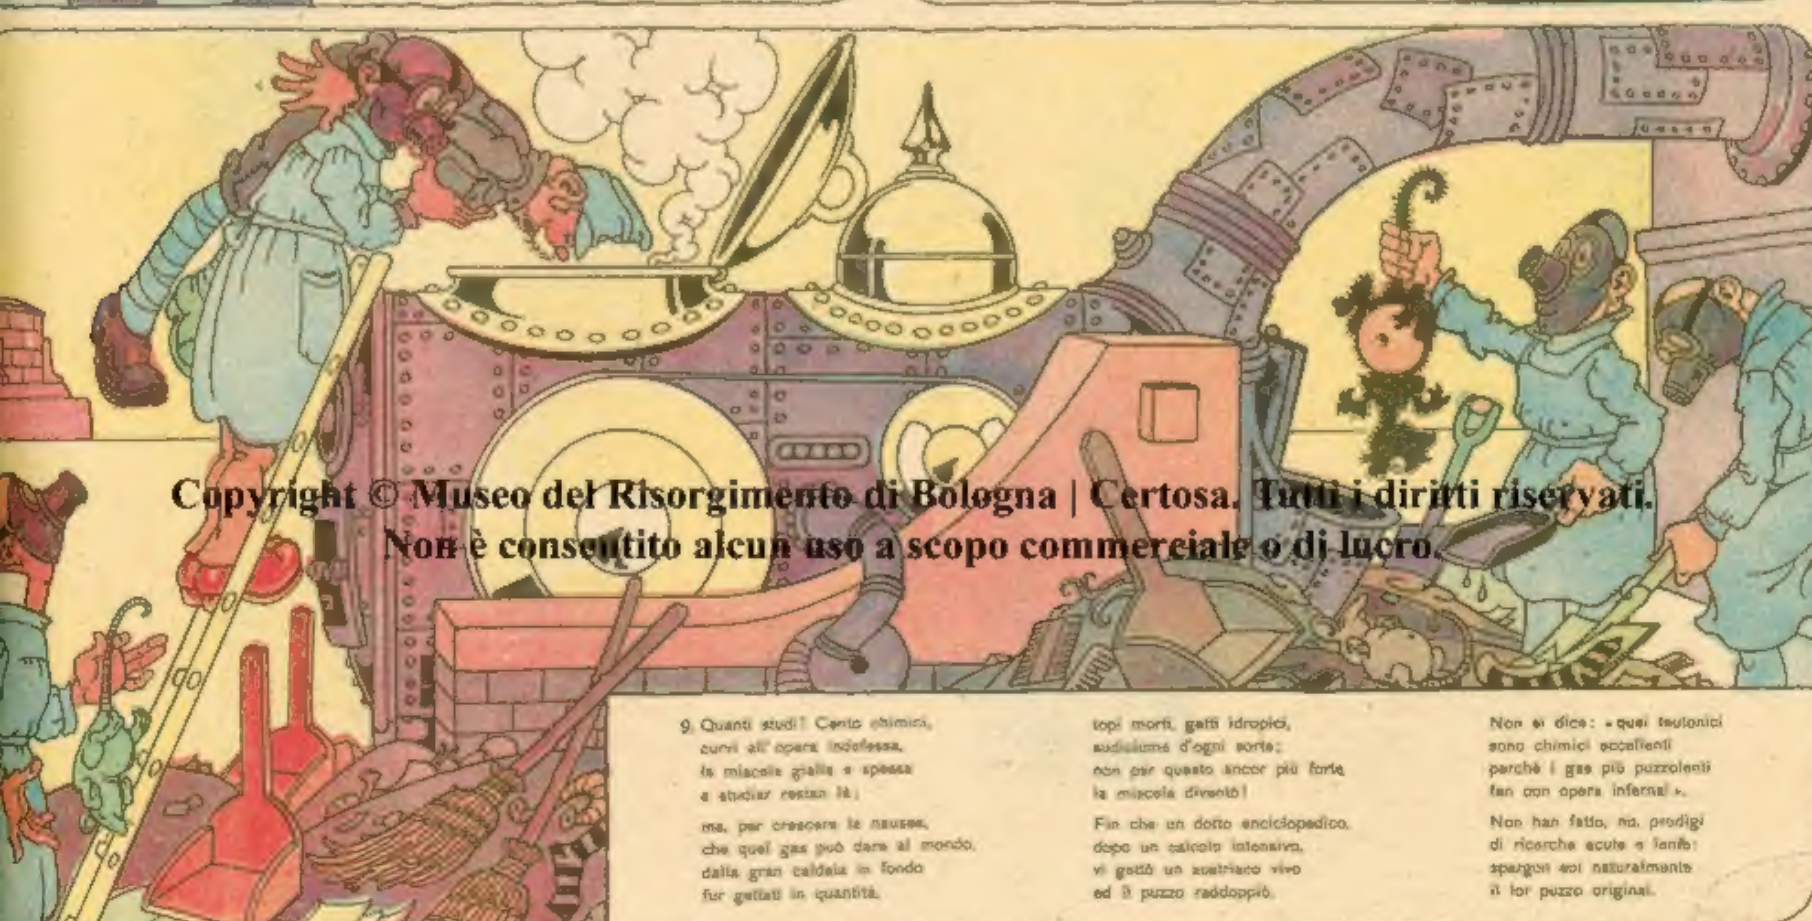 Copyright © Museo del Risorgimento di Bologna | Certosa. Tutti i diritti riservati.
Non è consentito alcun uso a scopo commerciale o di lucro.
9. Quanti studi! Cento chimici,
curvi all'opera indefessa,
la miscela gialla e spessa
a studiar restan là;
ma, per crescere la nausea,
che quel gas può dare al mondo,
dalla gran caldaia in fondo
fur gettati in quantità,
topi morti, gatti idropici,
sudiciume d'ogni sorte;
non per questo ancor più forte
la miscela diventò!
Fin che un dotto enciclopedico,
dopo un calcolo intensivo,
vi gettò un austriaco vivo
ed il puzzo raddoppiò.
Non si dica: « quei teutonici
sono chimici eccellenti
perchè i gas più puzzolenti
fan con opera infernal ».
Non han fatto, no, prodigi
di ricerche acute e
spargon sol naturalmente
il lor puzzo original.